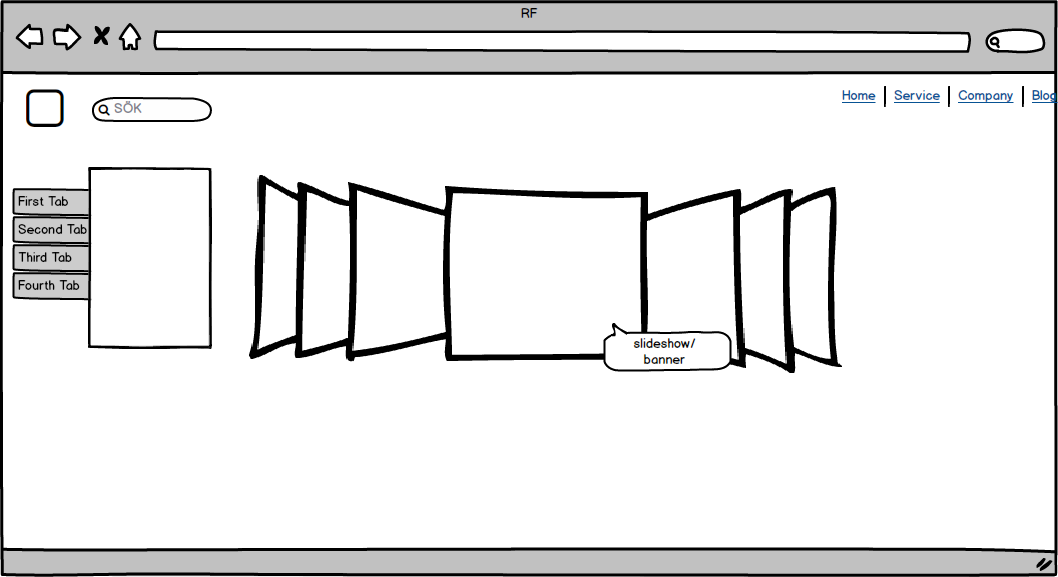 RF
SÖK
Home
Service
Company
Blog
First Tab
Second Tab
Third Tab
Fourth Tab
slideshow/
banner